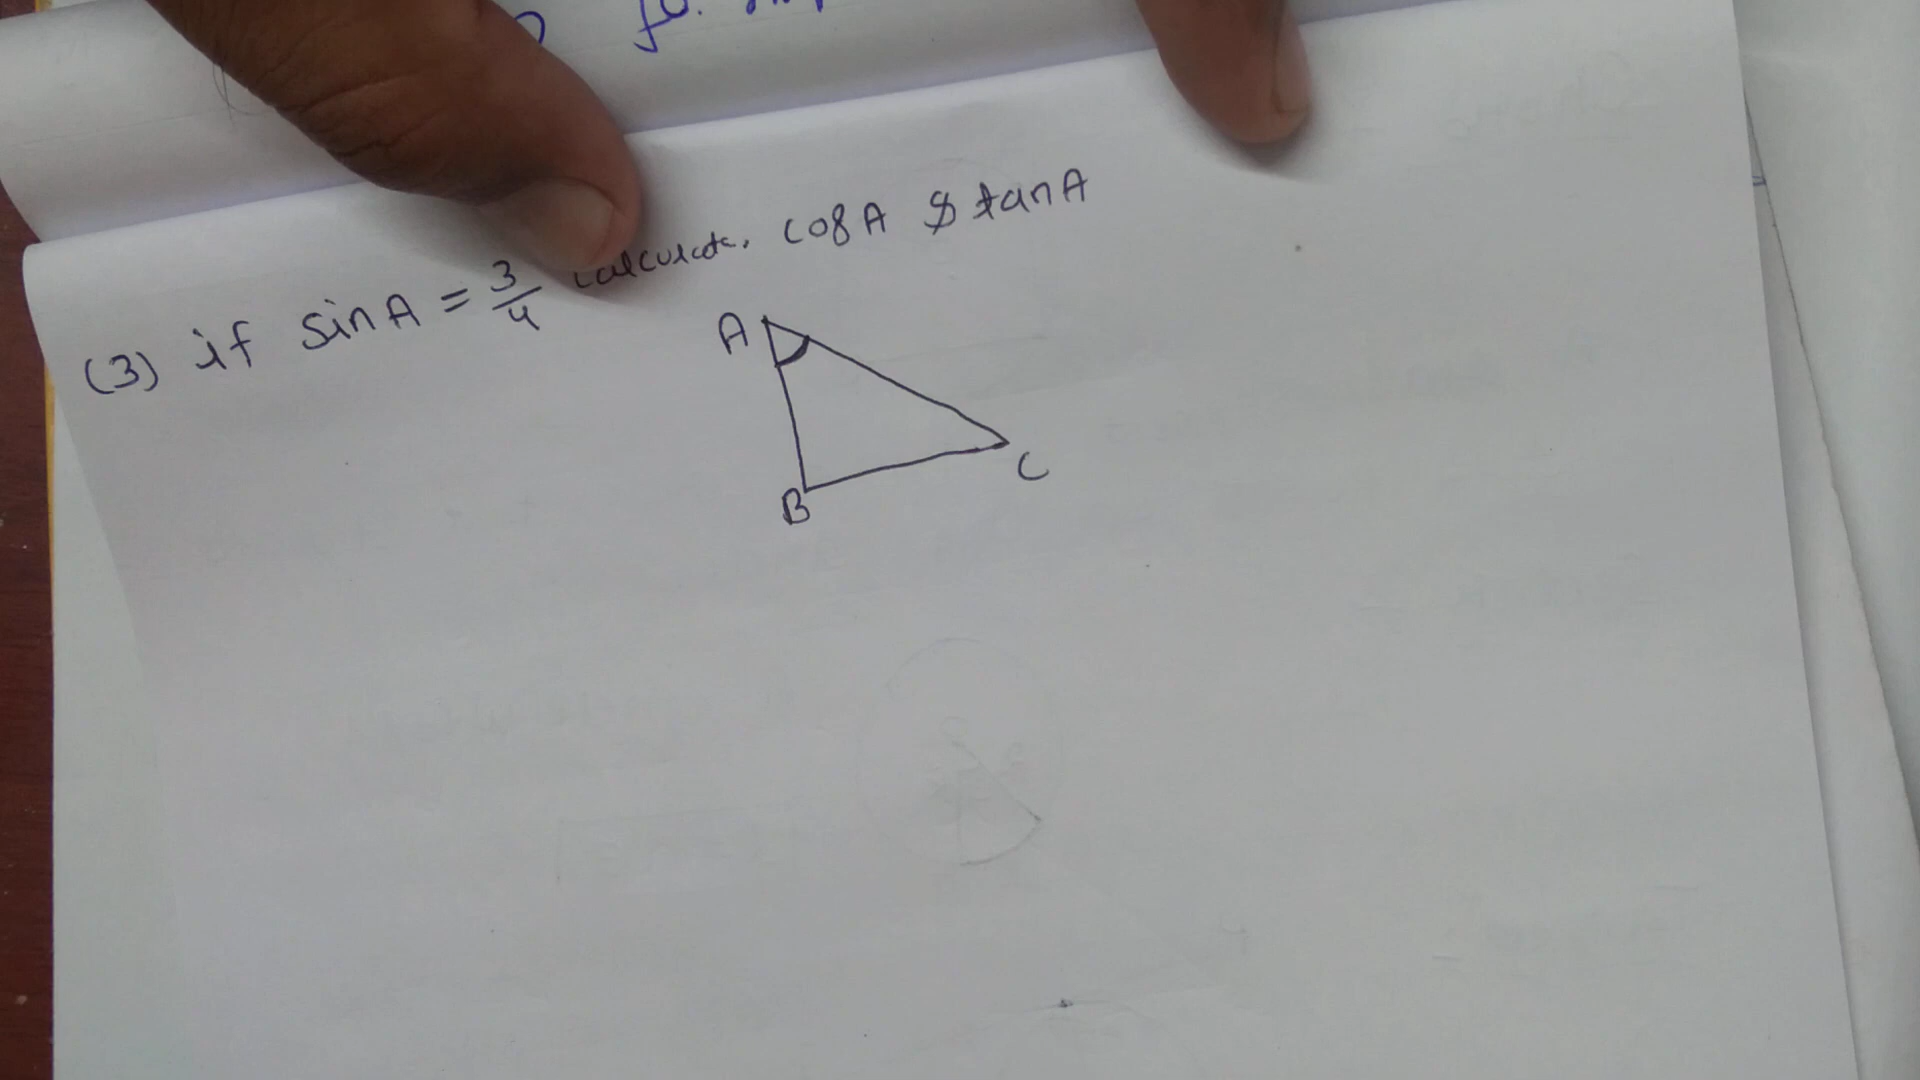 (3) if sin A = 3/4 calculate. cos A & tan A
A
B
C